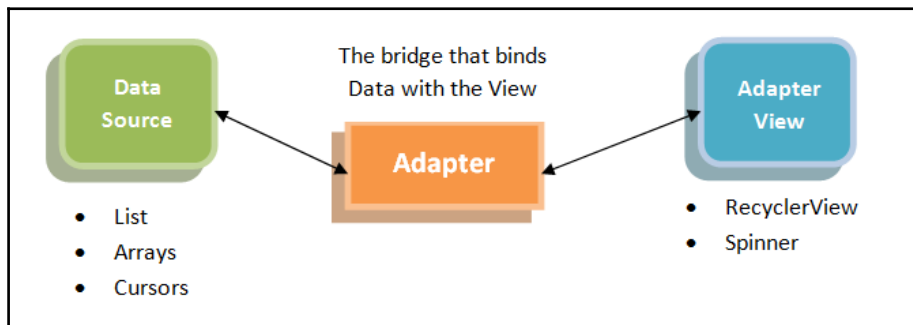 Data
Source
The bridge that binds
Data with the View
Adapter
Adapter
View
• List
• Arrays
• Cursors
• RecyclerView
• Spinner